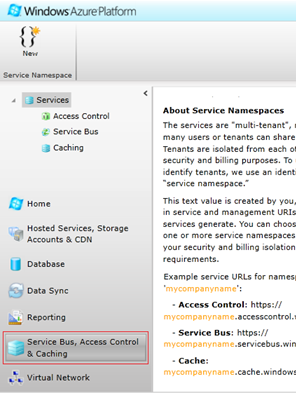 Windows Azure Platform
New
Service Namespace
Services
Access Control
Service Bus
Caching
Home
Hosted Services, Storage
Accounts & CDN
Database
Data Sync
Reporting
Service Bus, Access Control
& Caching
Virtual Network
About Service Namespaces
The services are "multi-tenant",
many users or tenants can share
Tenants are isolated from each o
security and billing purposes. To
identify tenants, we use an identi
"service namespace."
This text value is created by you,
in service and management URIs
services generate. You can choos
one or more service namespaces
your security and billing isolation
requirements.
Example service URLs for namesp
'mycompanyname':
- Access Control: https://
mycompanyname.accesscontrol.
- Service Bus: https://
mycompanyname.servicebus.win
- Cache:
mycompanyname.cache.windows